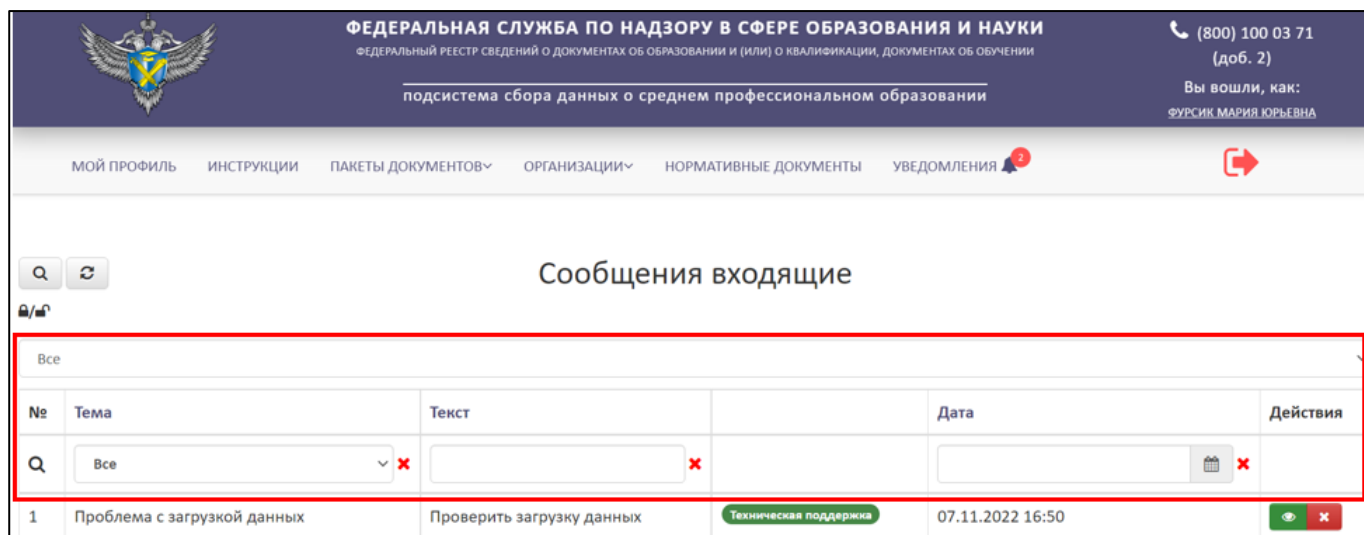 ФЕДЕРАЛЬНАЯ СЛУЖБА ПО НАДЗОРУ В СФЕРЕ ОБРАЗОВАНИЯ И НАУКИ
ФЕДЕРАЛЬНЫЙ РЕЕСТР СВЕДЕНИЙ О ДОКУМЕНТАХ ОБ ОБРАЗОВАНИИ И (ИЛИ) О КВАЛИФИКАЦИИ, ДОКУМЕНТАХ ОБ ОБУЧЕНИИ
подсистема сбора данных о среднем профессиональном образовании
(800) 100 03 71
(доб. 2)
Вы вошли, как:
ФУРСИК МАРИЯ ЮРЬЕВНА
МОЙ ПРОФИЛЬ ИНСТРУКЦИИ ПАКЕТЫ ДОКУМЕНТОВ ОРГАНИЗАЦИИ НОРМАТИВНЫЕ ДОКУМЕНТЫ УВЕДОМЛЕНИЯ 2
Сообщения входящие
Все
№ Тема Текст Дата Действия
Все
1 Проблема с загрузкой данных Проверить загрузку данных Техническая поддержка 07.11.2022 16:50